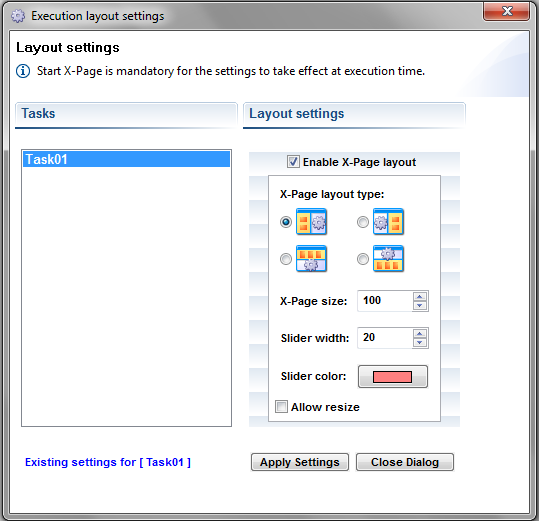 Execution layout settings
Layout settings
Start X-Page is mandatory for the settings to take effect at execution time.
Tasks
Layout settings
Task01
Enable X-Page layout
X-Page layout type:
X-Page size: 100
Slider width: 20
Slider color:
Allow resize
Existing settings for [ Task01 ]
Apply Settings
Close Dialog